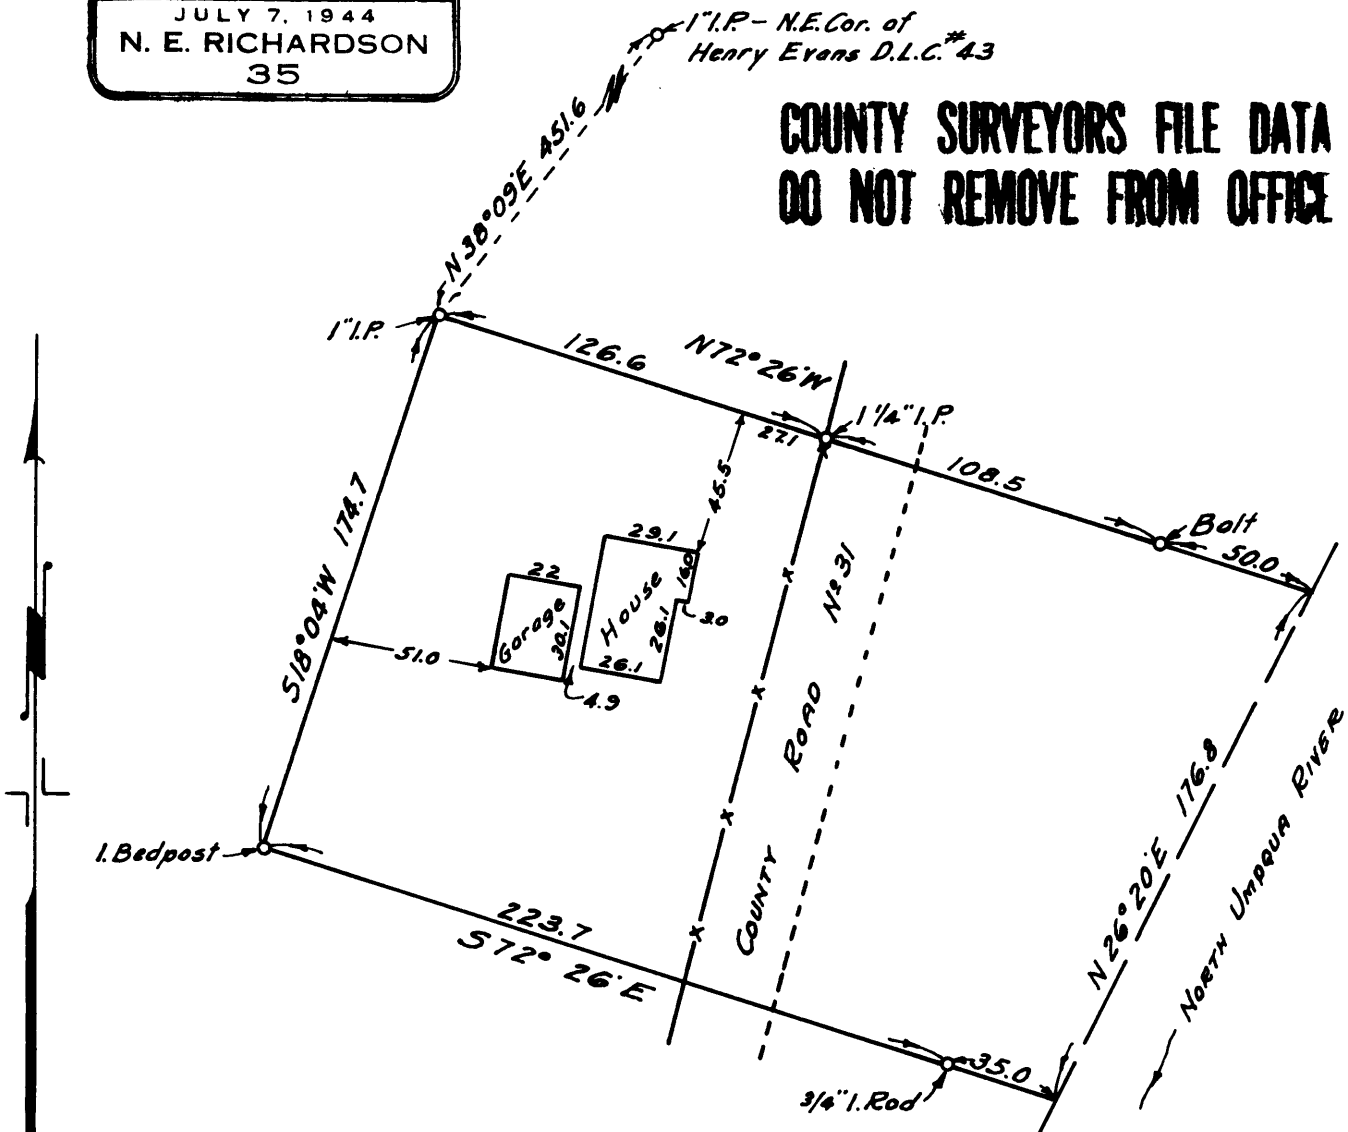 JULY 7, 1944
N. E. RICHARDSON
35
1" I.P. - N.E. Cor. of
Henry Evans D.L.C. #43
COUNTY SURVEYORS FILE DATA
DO NOT REMOVE FROM OFFICE
N 38° 09' E 451.6
1" I.P.
126.6
N 72° 26' W
1 1/4" I.P.
27.1
108.5
Bolt
50.0
45.5
S 18° 04' W 174.7
29.1
16.0
22
House
Garage
30.1
26.1
3.0
51.0
26.1
4.9
COUNTY ROAD Nº 31
N 26° 20' E 176.8
NORTH UMPQUA RIVER
I. Bedpost
223.7
S 72° 26' E
35.0
3/4" I. Rod